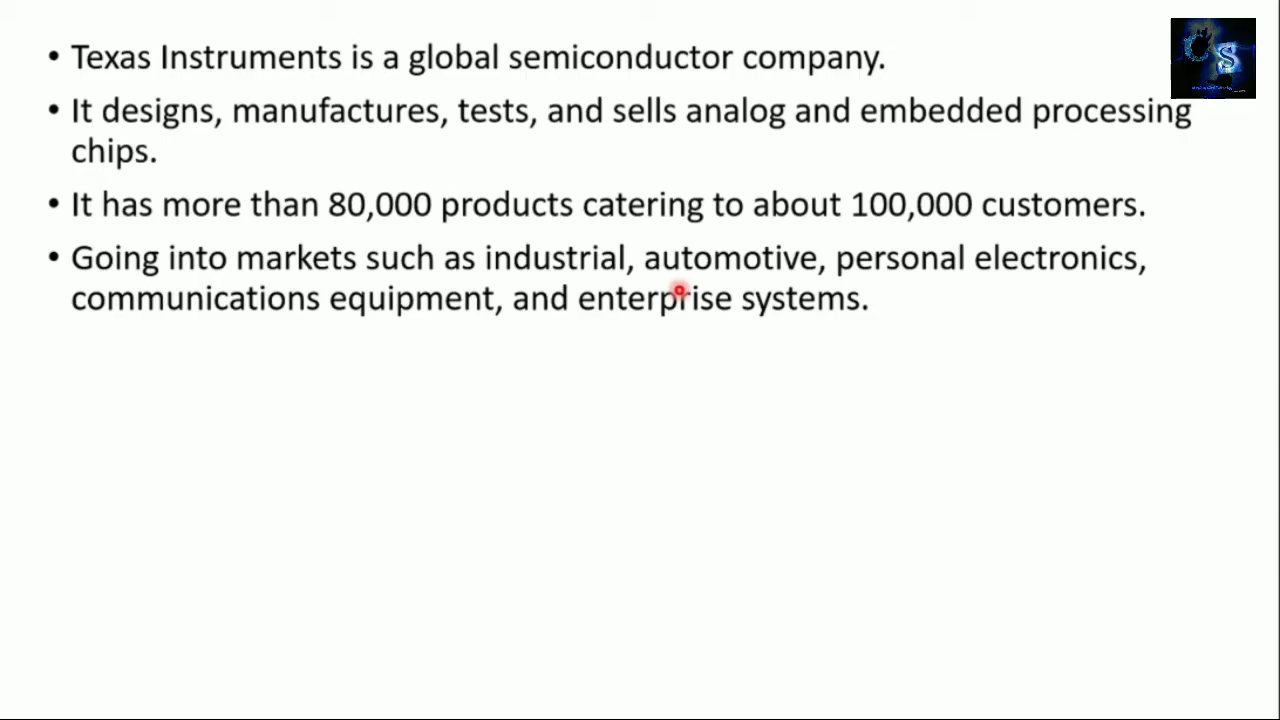 • Texas Instruments is a global semiconductor company.
• It designs, manufactures, tests, and sells analog and embedded processing
chips.
• It has more than 80,000 products catering to about 100,000 customers.
• Going into markets such as industrial, automotive, personal electronics,
communications equipment, and enterprise systems.